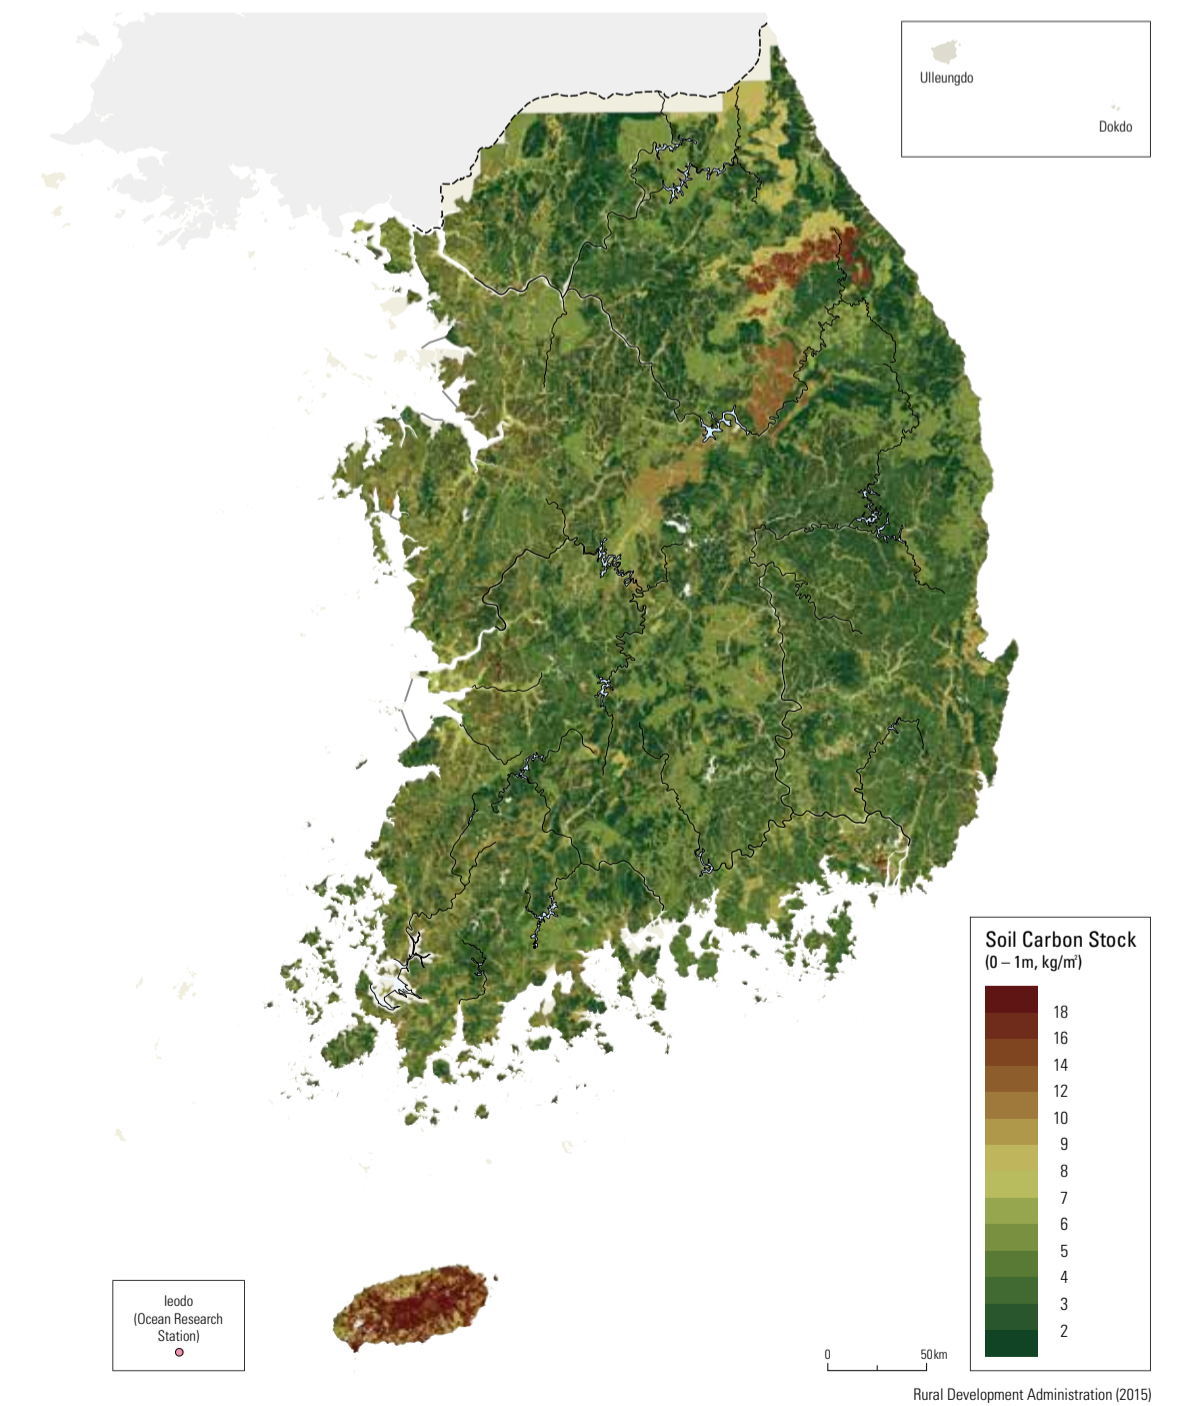 Ulleungdo
Dokdo
Soil Carbon Stock
(0 – 1m, kg/m²)
18
16
14
12
10
9
8
7
6
5
4
3
2
Ieodo
(Ocean Research
Station)
0 50km
Rural Development Administration (2015)